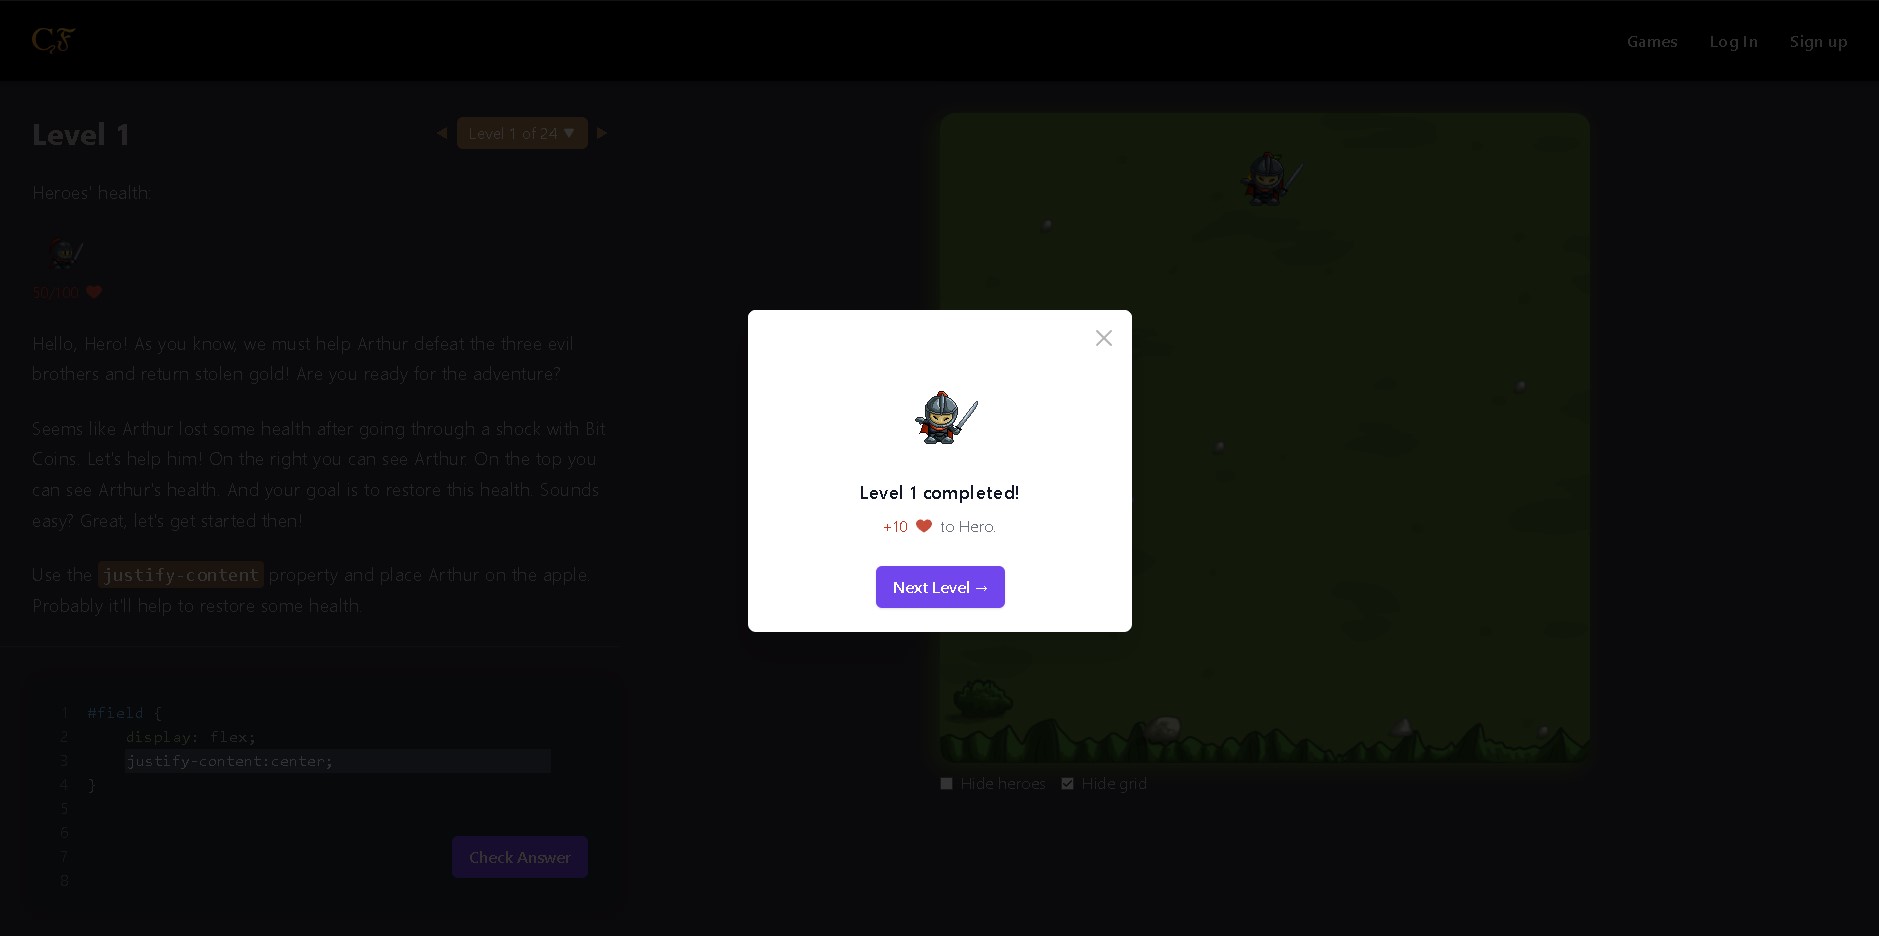 CF
Games
Log In
Sign up
Level 1
◀ Level 1 of 24 ▼ ▶
Heroes' health:
50/100 ❤
Hello, Hero! As you know, we must help Arthur defeat the three evil
brothers and return stolen gold! Are you ready for the adventure?
Seems like Arthur lost some health after going through a shock with Bit
Coins. Let's help him! On the right you can see Arthur. On the top you
can see Arthur's health. And your goal is to restore this health. Sounds
easy? Great, let's get started then!
Use the justify-content property and place Arthur on the apple.
Probably it'll help to restore some health.
1 #field {
2 display: flex;
3 justify-content:center;
4 }
5
6
7
8
Check Answer
Level 1 completed!
+10 ❤ to Hero.
Next Level →
Hide heroes
Hide grid